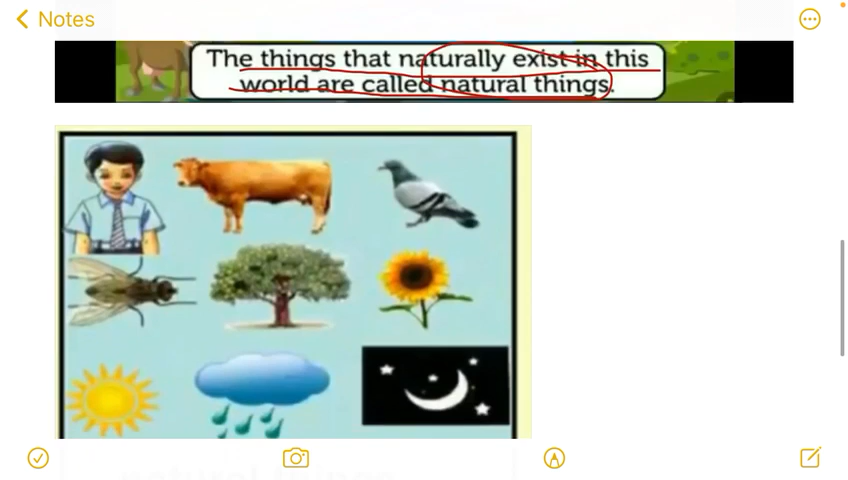 Notes
The things that naturally exist in this
world are called natural things.